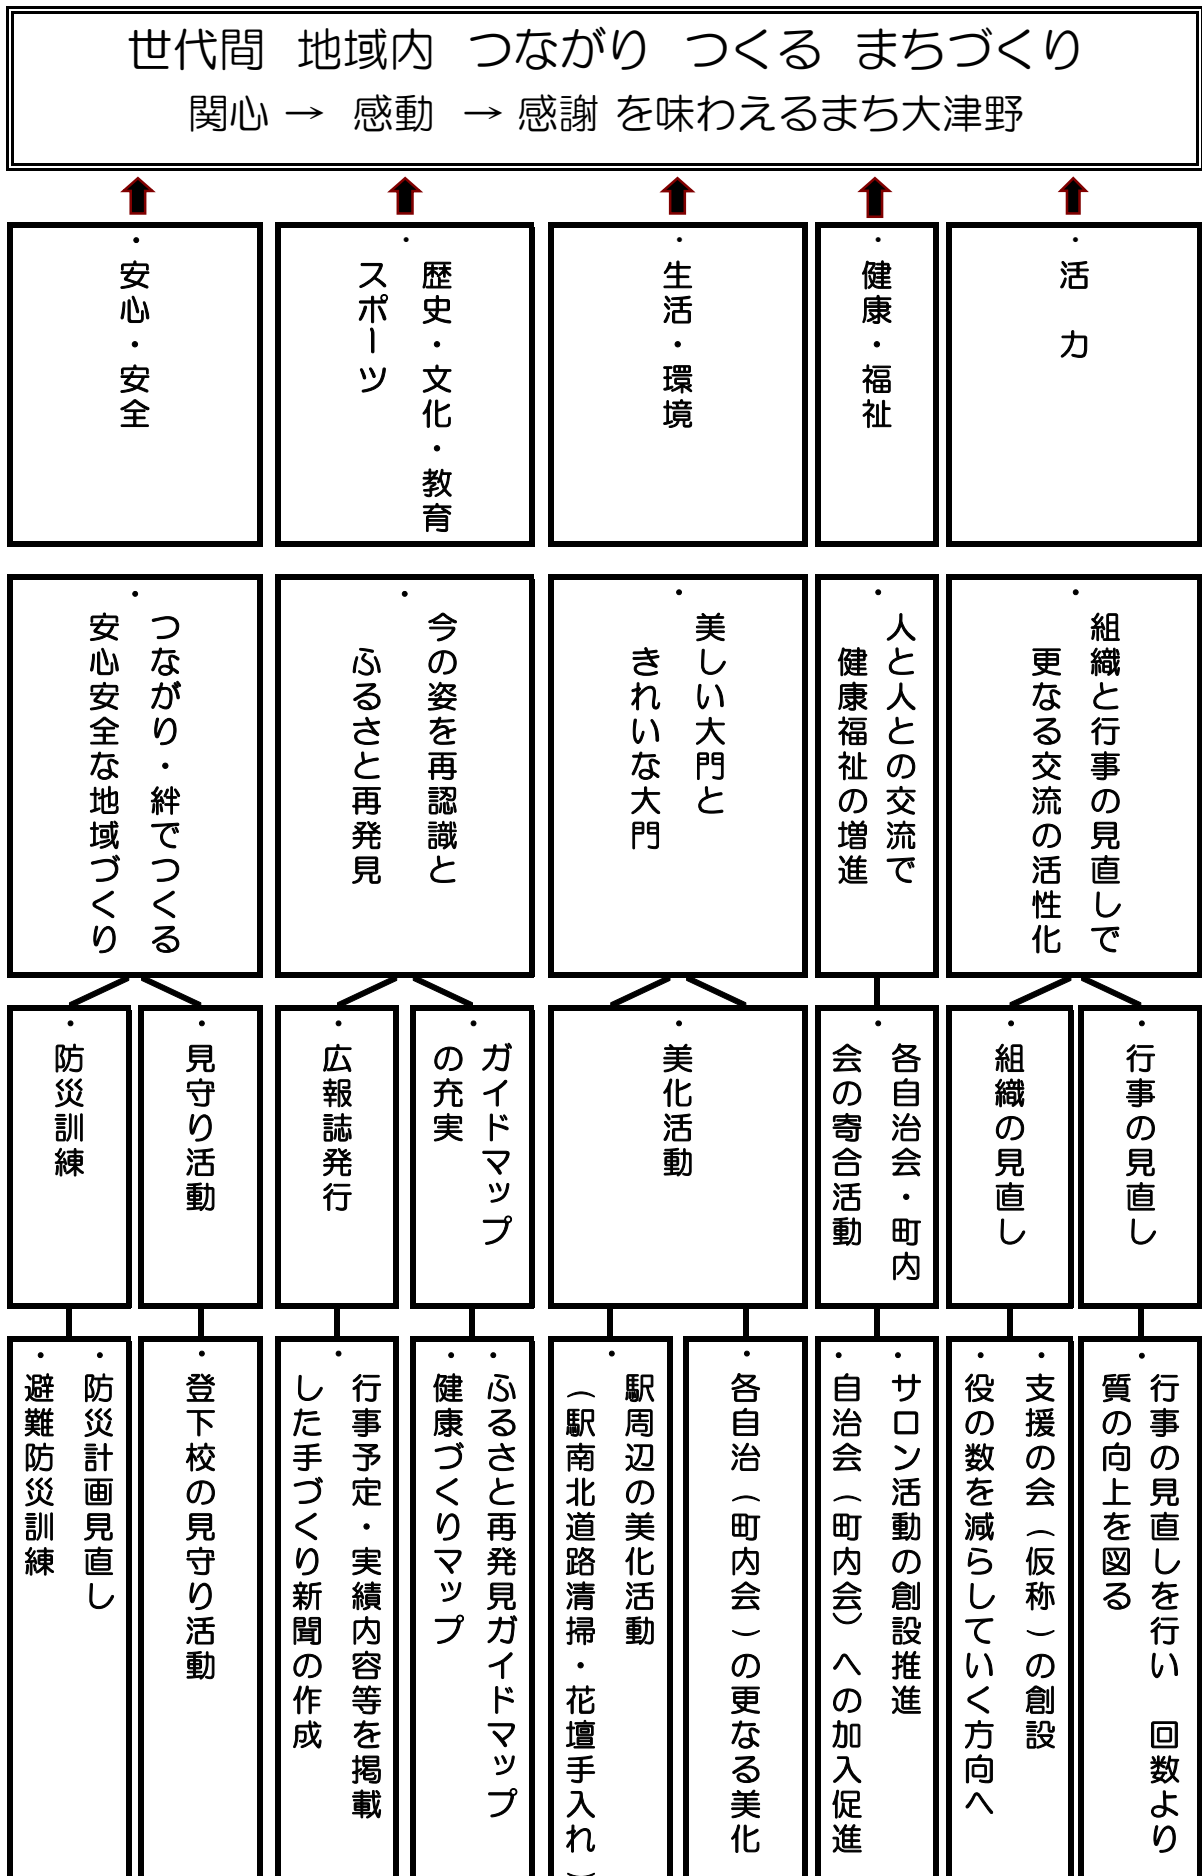 世代間 地域内 つながり つくる まちづくり
関心 → 感動 → 感謝 を味わえるまち大津野
・活 力
・健康・福祉
・生活・環境
・歴史・文化・教育
スポーツ
・安心・安全
・組織と行事の見直しで
更なる交流の活性化
・人と人との交流で
健康福祉の増進
・美しい大門と
きれいな大門
・今の姿を再認識と
ふるさと再発見
・つながり・絆でつくる
安心安全な地域づくり
・行事の見直し
・組織の見直し
・各自治会・町内
会の寄合活動
・美化活動
・ガイドマップ
の充実
・広報誌発行
・見守り活動
・防災訓練
・行事の見直しを行い 回数より
質の向上を図る
・支援の会（仮称）の創設
・役の数を減らしていく方向へ
・サロン活動の創設推進
・自治会（町内会）への加入促進
・各自治（町内会）の更なる美化
・駅周辺の美化活動
（駅南北道路清掃・花壇手入れ）
・ふるさと再発見ガイドマップ
・健康づくりマップ
・行事予定・実績内容等を掲載
した手づくり新聞の作成
・登下校の見守り活動
・防災計画見直し
・避難防災訓練